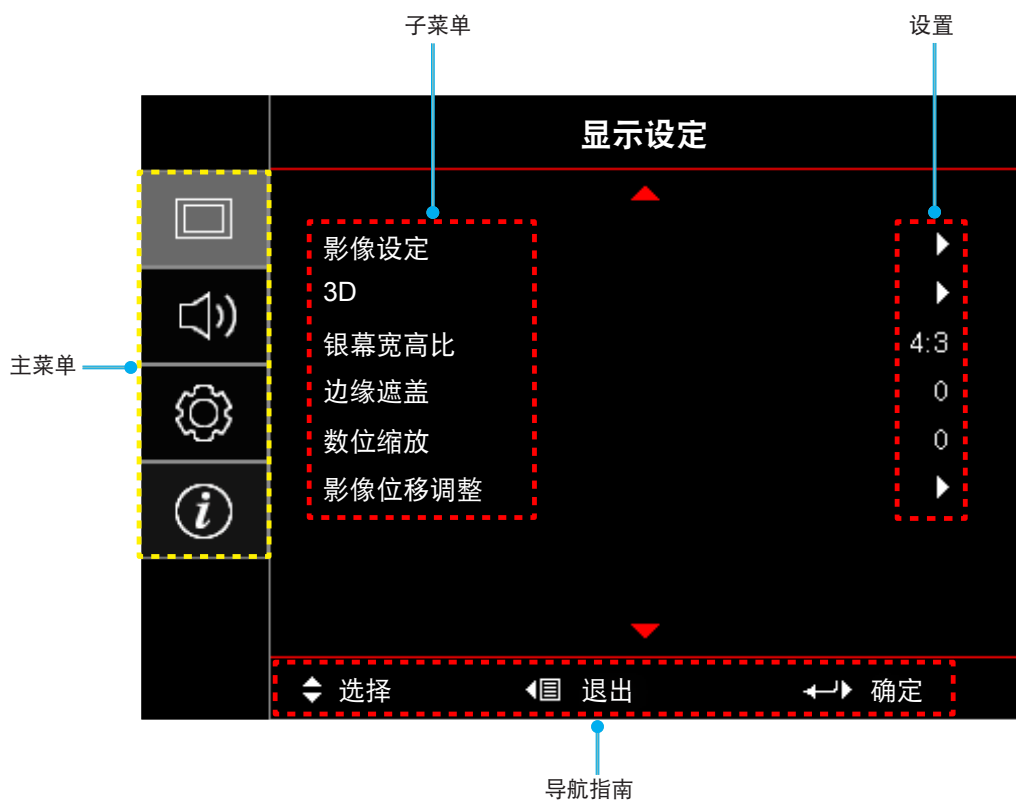 子菜单 设置
显示设定
影像设定
3D
银幕宽高比 4:3
主菜单
边缘遮盖 0
数位缩放 0
影像位移调整
选择 退出 确定
导航指南